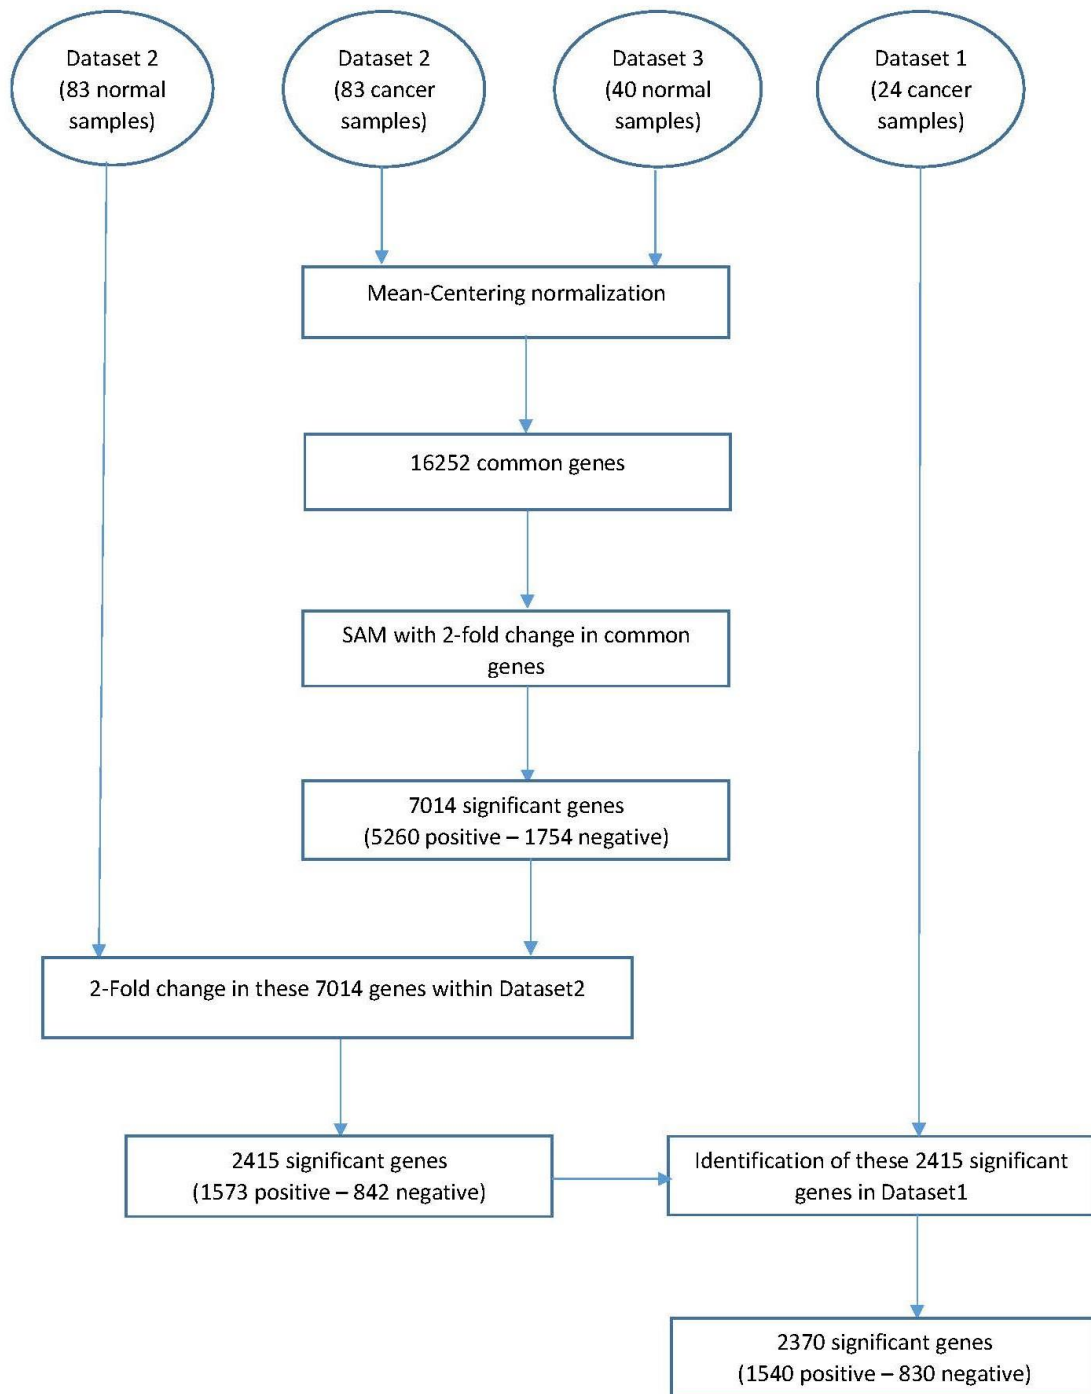 Dataset 2
(83 normal
samples)
Dataset 2
(83 cancer
samples)
Dataset 3
(40 normal
samples)
Dataset 1
(24 cancer
samples)
Mean-Centering normalization
16252 common genes
SAM with 2-fold change in common
genes
7014 significant genes
(5260 positive – 1754 negative)
2-Fold change in these 7014 genes within Dataset2
2415 significant genes
(1573 positive – 842 negative)
Identification of these 2415 significant
genes in Dataset1
2370 significant genes
(1540 positive – 830 negative)